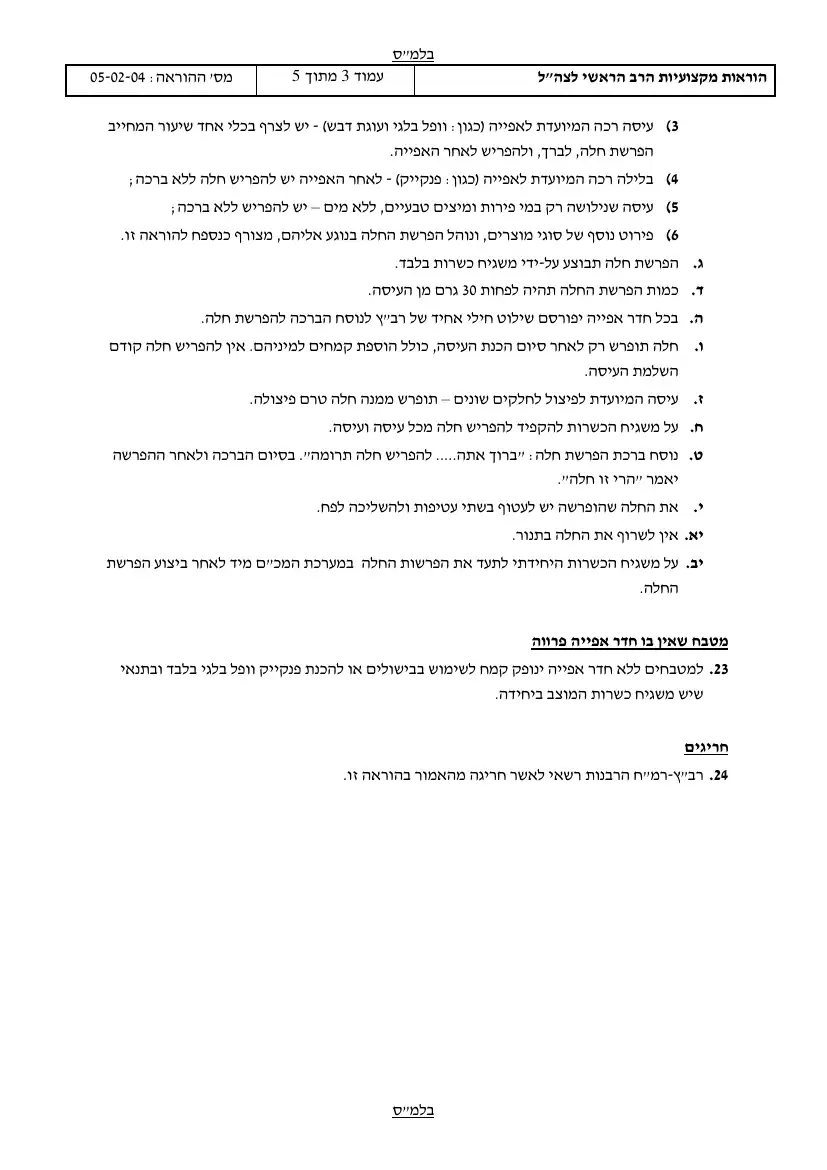 בלמ״ס
הוראות מקצועיות הרב הראשי לצה״ל
עמוד 3 מתוך 5
מס׳ ההוראה: 05-02-04
3) עיסה רכה המיועדת לאפייה (כגון: וופל בלגי ועוגת דבש) - יש לצרף בכלי אחד שיעור המחייב
הפרשת חלה, לברך, ולהפריש לאחר האפייה.
4) בלילה רכה המיועדת לאפייה (כגון: פנקייק) - לאחר האפייה יש להפריש חלה ללא ברכה;
5) עיסה שנילושה רק במי פירות ומיצים טבעיים, ללא מים – יש להפריש ללא ברכה;
6) פירוט נוסף של סוגי מוצרים, ונוהל הפרשת החלה בנוגע אליהם, מצורף כנספח להוראה זו.
ג. הפרשת חלה תבוצע על-ידי משגיח כשרות בלבד.
ד. כמות הפרשת החלה תהיה לפחות 30 גרם מן העיסה.
ה. בכל חדר אפייה יפורסם שילוט חילי אחיד של רב״ץ לנוסח הברכה להפרשת חלה.
ו. חלה תופרש רק לאחר סיום הכנת העיסה, כולל הוספת קמחים למיניהם. אין להפריש חלה קודם
השלמת העיסה.
ז. עיסה המיועדת לפיצול לחלקים שונים – תופרש ממנה חלה טרם פיצולה.
ח. על משגיח הכשרות להקפיד להפריש חלה מכל עיסה ועיסה.
ט. נוסח ברכת הפרשת חלה: ״ברוך אתה..... להפריש חלה תרומה״. בסיום הברכה ולאחר ההפרשה
יאמר ״הרי זו חלה״.
י. את החלה שהופרשה יש לעטוף בשתי עטיפות ולהשליכה לפח.
יא. אין לשרוף את החלה בתנור.
יב. על משגיח הכשרות היחידתי לתעד את הפרשות החלה במערכת המכ״ם מיד לאחר ביצוע הפרשת
החלה.
מטבח שאין בו חדר אפייה פרווה
23. למטבחים ללא חדר אפייה ינופק קמח לשימוש בבישולים או להכנת פנקייק וופל בלגי בלבד ובתנאי
שיש משגיח כשרות המוצב ביחידה.
חריגים
24. רב״ץ-רמ״ח הרבנות רשאי לאשר חריגה מהאמור בהוראה זו.
בלמ״ס